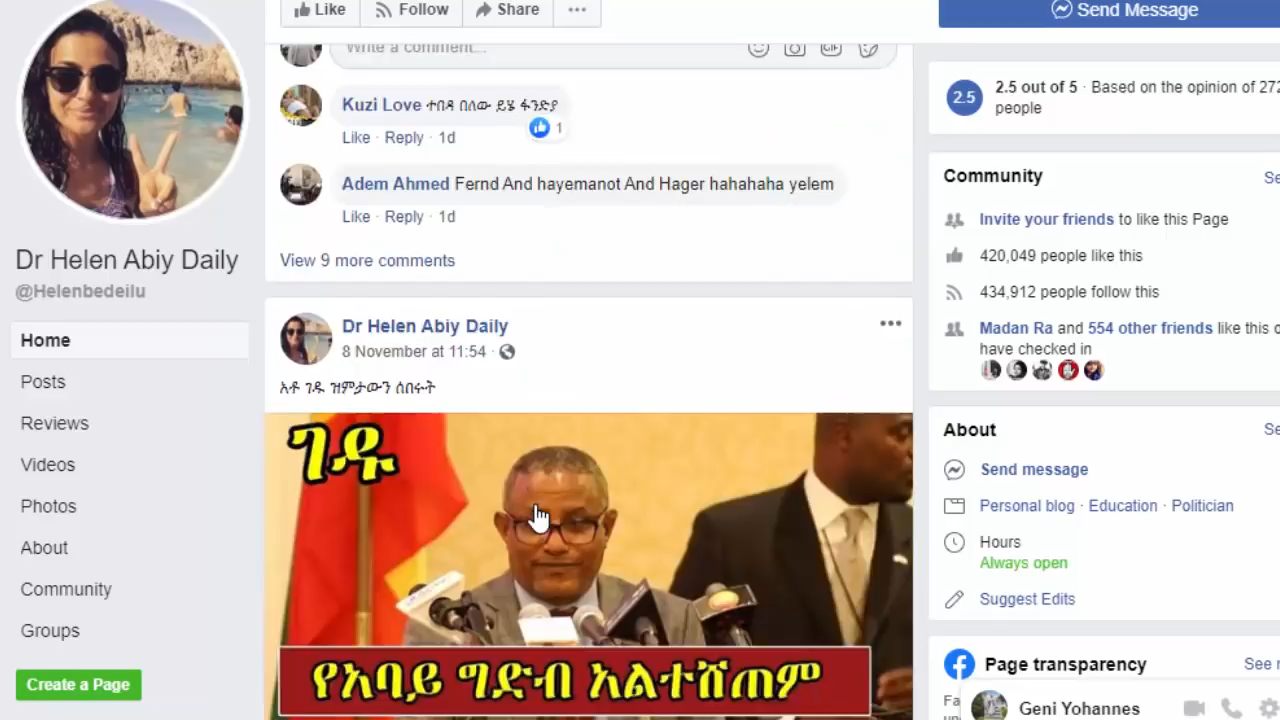 Like
Follow
Share
Send Message
Write a comment...
Kuzi Love ተበዳ በለው ይሄ ፋንድያ
1
Like · Reply · 1d
Adem Ahmed Fernd And hayemanot And Hager hahahaha yelem
Like · Reply · 1d
View 9 more comments
Dr Helen Abiy Daily
@Helenbedeilu
Home
Posts
Reviews
Videos
Photos
About
Community
Groups
Create a Page
Dr Helen Abiy Daily
8 November at 11:54
አቶ ገዱ ዝምታውን ሰበሩት
ገዱ
የአባይ ግድብ አልተሸጠም
2.5
2.5 out of 5 · Based on the opinion of 272
people
Community
Invite your friends to like this Page
420,049 people like this
434,912 people follow this
Madan Ra and 554 other friends like this o
have checked in
About
Send message
Personal blog · Education · Politician
Hours
Always open
Suggest Edits
Page transparency
Geni Yohannes